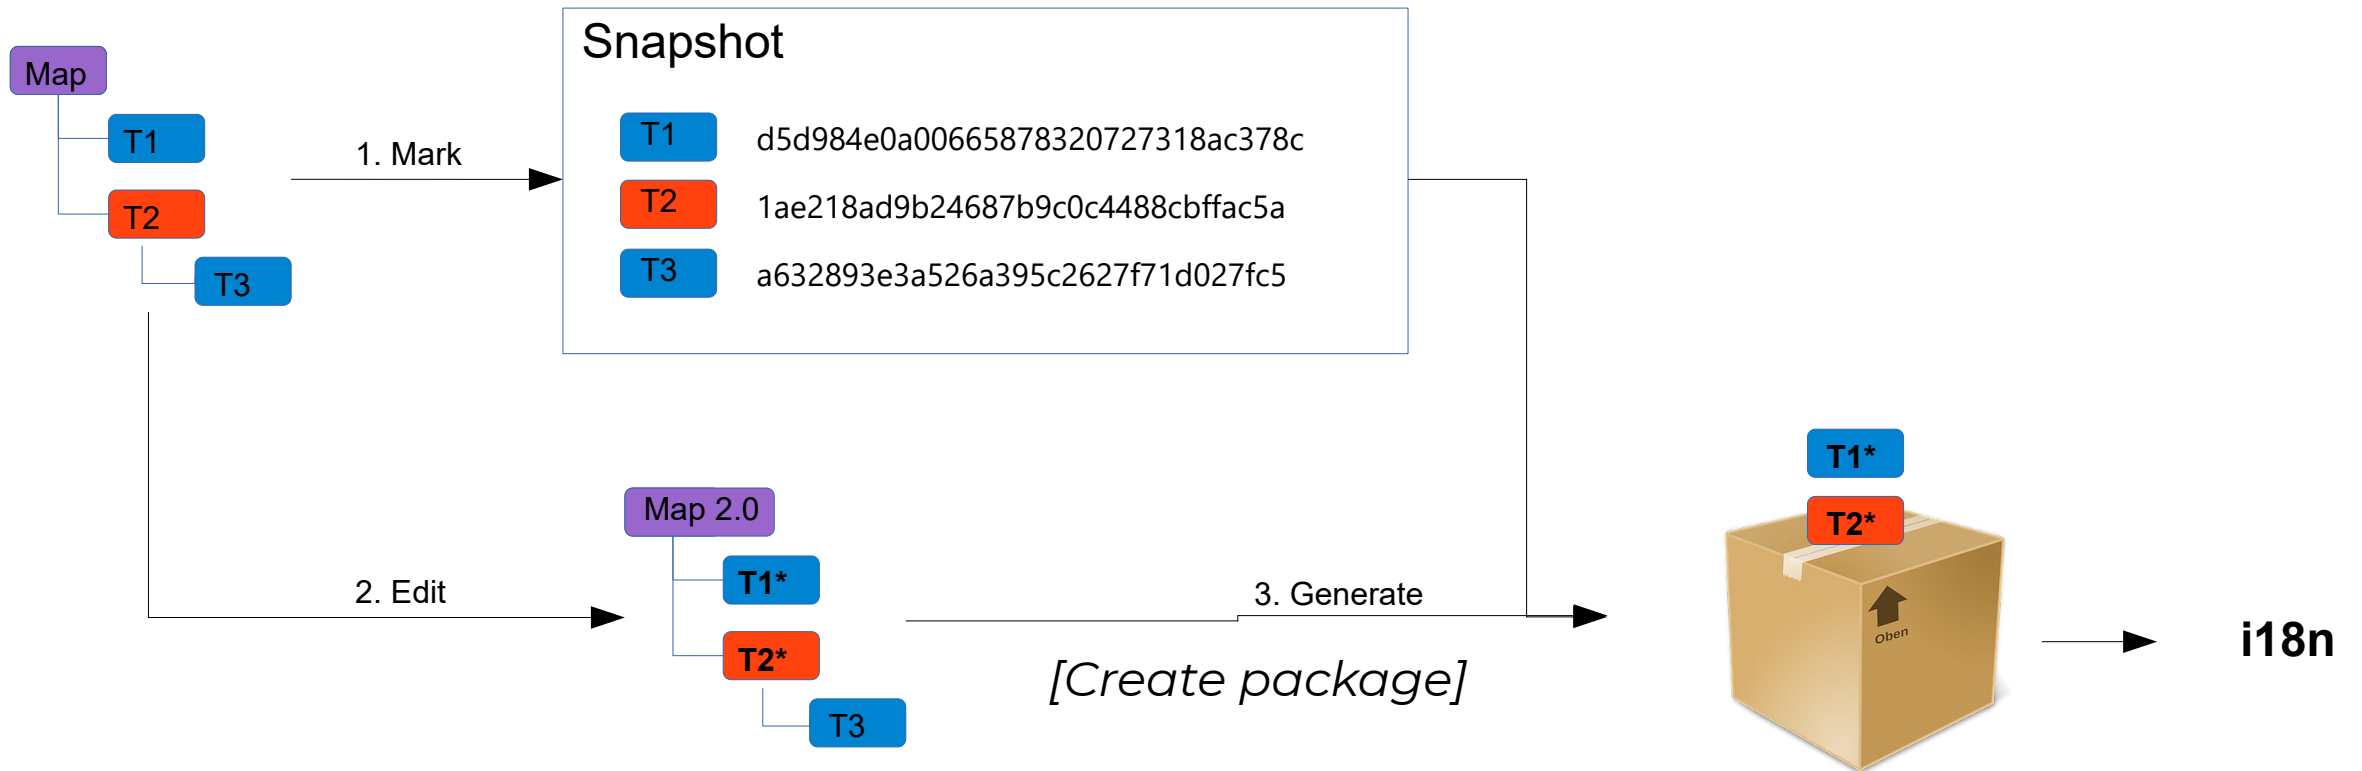 Snapshot
Map
T1
T2
T3
1. Mark
T1 d5d984e0a00665878320727318ac378c
T2 1ae218ad9b24687b9c0c4488cbffac5a
T3 a632893e3a526a395c2627f71d027fc5
2. Edit
Map 2.0
T1*
T2*
T3
3. Generate
[Create package]
T1*
T2*
Oben
i18n